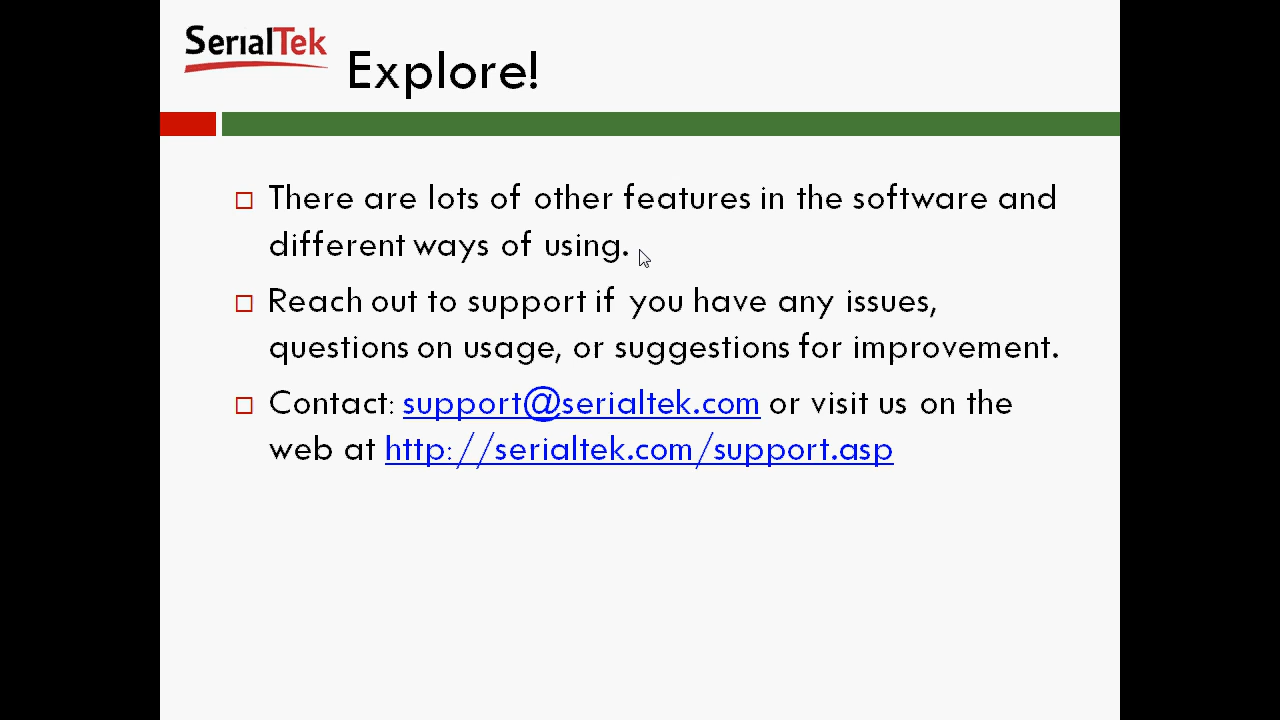 SerialTek
Explore!
There are lots of other features in the software and
different ways of using.
Reach out to support if you have any issues,
questions on usage, or suggestions for improvement.
Contact: support@serialtek.com or visit us on the
web at http://serialtek.com/support.asp